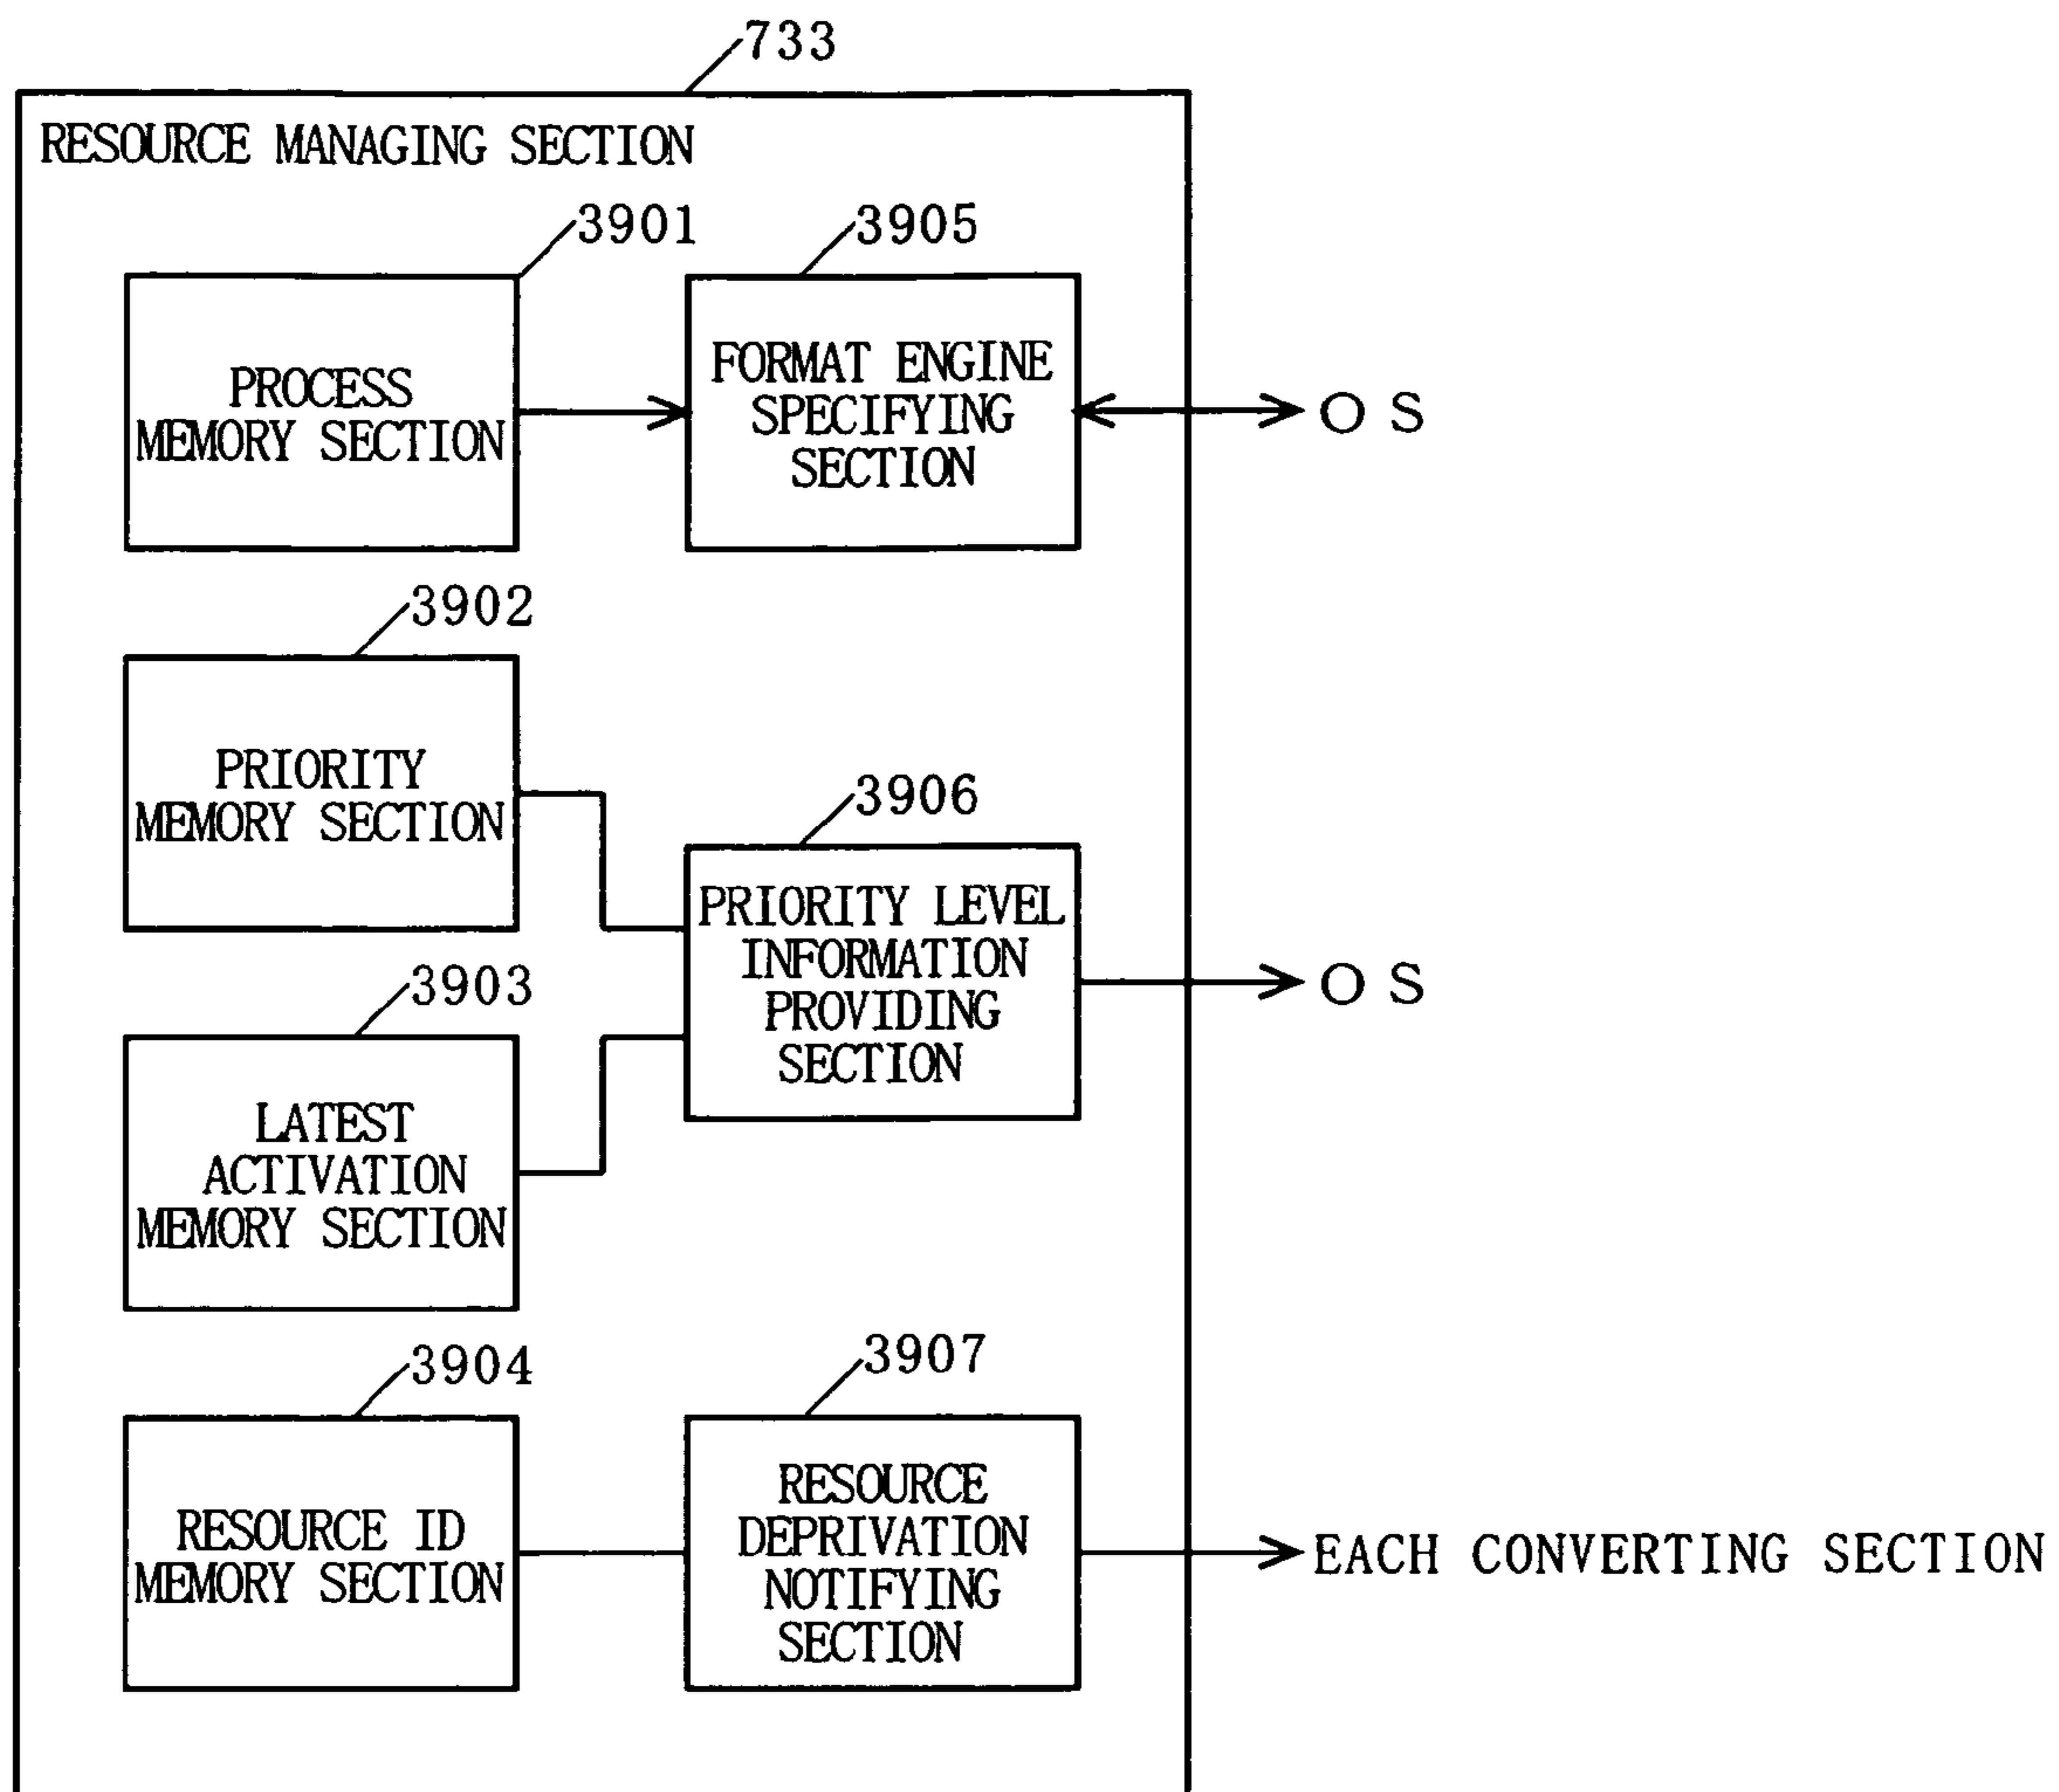 733
RESOURCE MANAGING SECTION
3901
3905
PROCESS
MEMORY SECTION
FORMAT ENGINE
SPECIFYING
SECTION
O S
3902
PRIORITY
MEMORY SECTION
3906
PRIORITY LEVEL
INFORMATION
PROVIDING
SECTION
O S
3903
LATEST
ACTIVATION
MEMORY SECTION
3904
3907
RESOURCE ID
MEMORY SECTION
RESOURCE
DEPRIVATION
NOTIFYING
SECTION
EACH CONVERTING SECTION